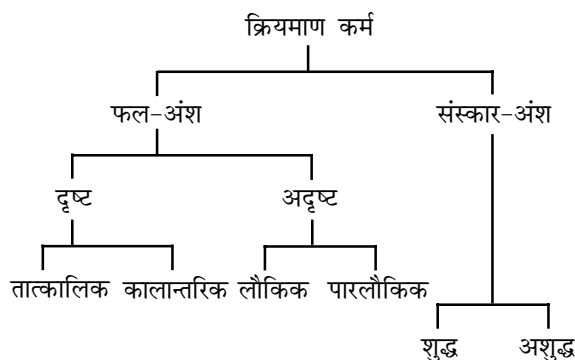 क्रियमाण कर्म
फल-अंश संस्कार-अंश
दृष्ट अदृष्ट
तात्कालिक कालान्तरिक लौकिक पारलौकिक
शुद्ध अशुद्ध